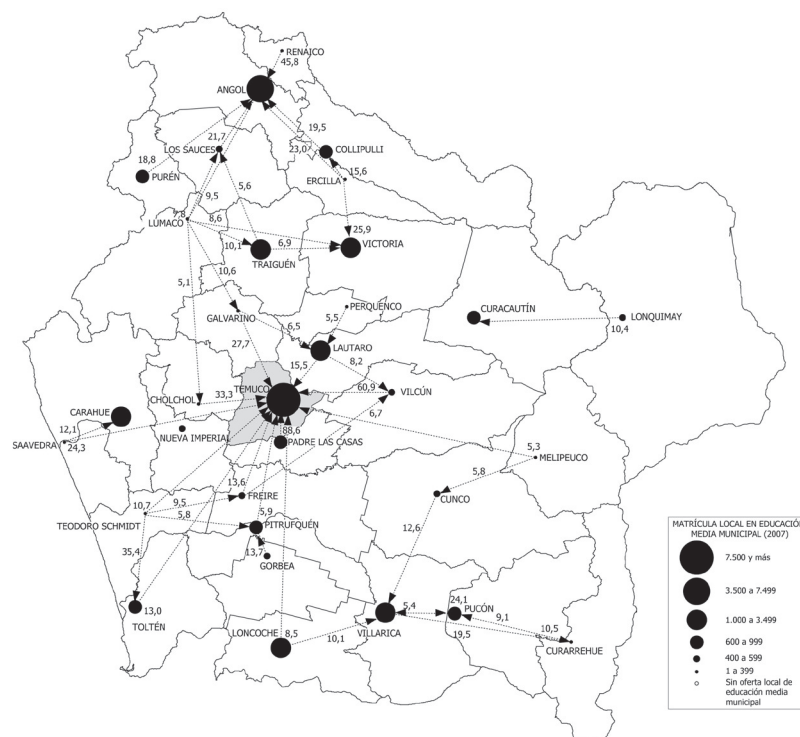 RENAICO
45,8
ANGOL
19,5
21,7
LOS SAUCES
23,0
COLLIPULLI
18,8
15,6
PURÉN
ERCILLA
5,6
9,5
7,8
8,6
LUMACO
25,9
10,1
6,9
VICTORIA
TRAIGUÉN
10,6
5,1
PERQUENCO
CURACAUTÍN
LONQUIMAY
GALVARINO
5,5
10,4
6,5
27,7
LAUTARO
8,2
15,5
TEMUCO
60,9
VILCÚN
CHOLCHOL
33,3
6,7
CARAHUE
12,1
NUEVA IMPERIAL
88,6
PADRE LAS CASAS
SAAVEDRA
24,3
5,3
MELIPEUCO
5,8
13,6
9,5
FREIRE
CUNCO
10,7
5,8
5,9
TEODORO SCHMIDT
PITRUFQUÉN
12,6
35,4
13,7
GORBEA
13,0
TOLTÉN
24,1
5,4
PUCÓN
LONCOCHE
8,5
10,1
VILLARICA
9,1
10,5
19,5
CURARREHUE
MATRÍCULA LOCAL EN EDUCACIÓN
MEDIA MUNICIPAL (2007)
7.500 y más
3.500 a 7.499
1.000 a 3.499
600 a 999
400 a 599
1 a 399
Sin oferta local de
educación media
municipal